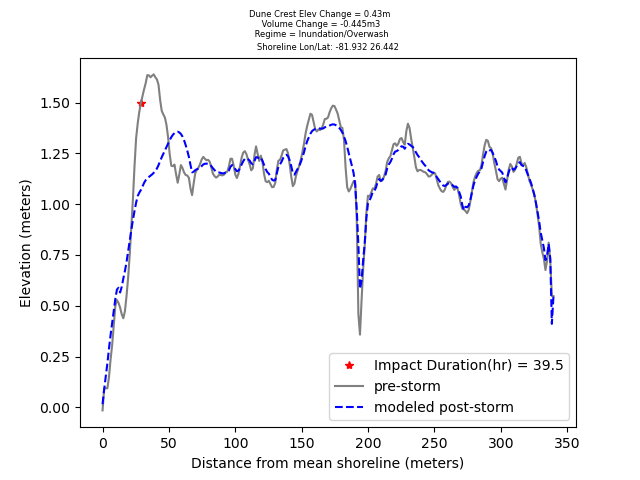 Dune Crest Elev Change = 0.43m
Volume Change = -0.445m3
Regime = Inundation/Overwash
Shoreline Lon/Lat: -81.932 26.442
1.50
1.25
1.00
0.75
0.50
0.25
0.00
Elevation (meters)
Impact Duration(hr) = 39.5
pre-storm
modeled post-storm
0 50 100 150 200 250 300 350
Distance from mean shoreline (meters)